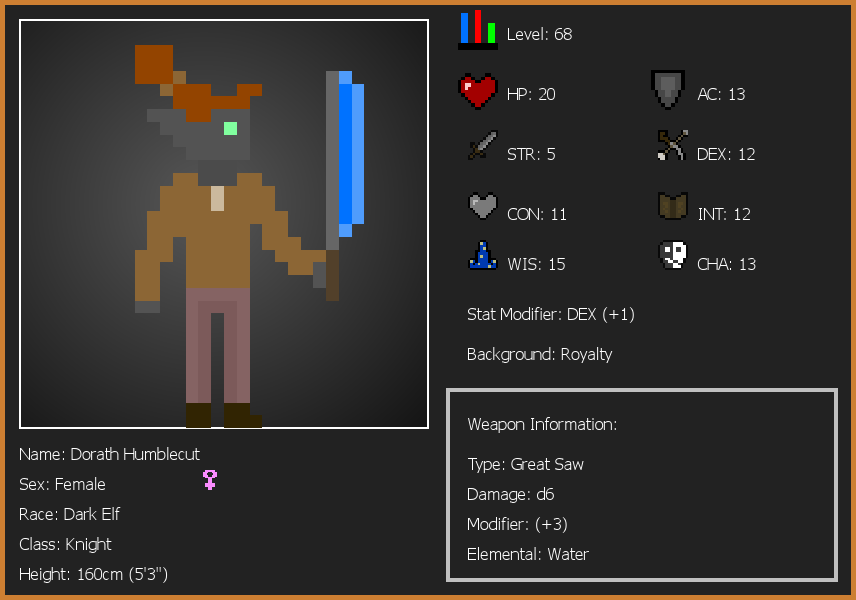 Level: 68
HP: 20
AC: 13
STR: 5
DEX: 12
CON: 11
INT: 12
WIS: 15
CHA: 13
Stat Modifier: DEX (+1)
Background: Royalty
Weapon Information:
Type: Great Saw
Damage: d6
Modifier: (+3)
Elemental: Water
Name: Dorath Humblecut
Sex: Female
Race: Dark Elf
Class: Knight
Height: 160cm (5'3")